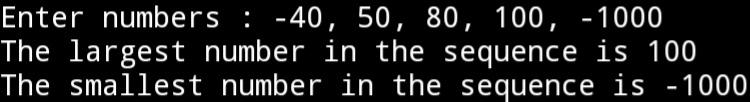 Enter numbers : -40, 50, 80, 100, -1000
The largest number in the sequence is 100
The smallest number in the sequence is -1000